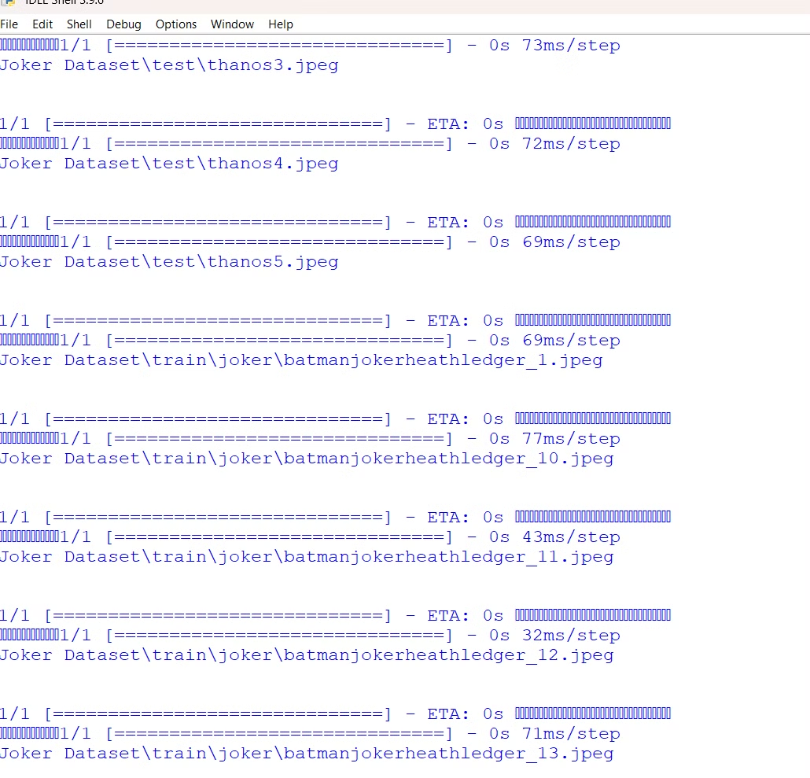 IDLE Shell 3.9.6
File Edit Shell Debug Options Window Help
1/1 [==============================] - 0s 73ms/step
Joker Dataset\test\thanos3.jpeg
1/1 [==============================] - ETA: 0s
1/1 [==============================] - 0s 72ms/step
Joker Dataset\test\thanos4.jpeg
1/1 [==============================] - ETA: 0s
1/1 [==============================] - 0s 69ms/step
Joker Dataset\test\thanos5.jpeg
1/1 [==============================] - ETA: 0s
1/1 [==============================] - 0s 69ms/step
Joker Dataset\train\joker\batmanjokerheathledger_1.jpeg
1/1 [==============================] - ETA: 0s
1/1 [==============================] - 0s 77ms/step
Joker Dataset\train\joker\batmanjokerheathledger_10.jpeg
1/1 [==============================] - ETA: 0s
1/1 [==============================] - 0s 43ms/step
Joker Dataset\train\joker\batmanjokerheathledger_11.jpeg
1/1 [==============================] - ETA: 0s
1/1 [==============================] - 0s 32ms/step
Joker Dataset\train\joker\batmanjokerheathledger_12.jpeg
1/1 [==============================] - ETA: 0s
1/1 [==============================] - 0s 71ms/step
Joker Dataset\train\joker\batmanjokerheathledger_13.jpeg